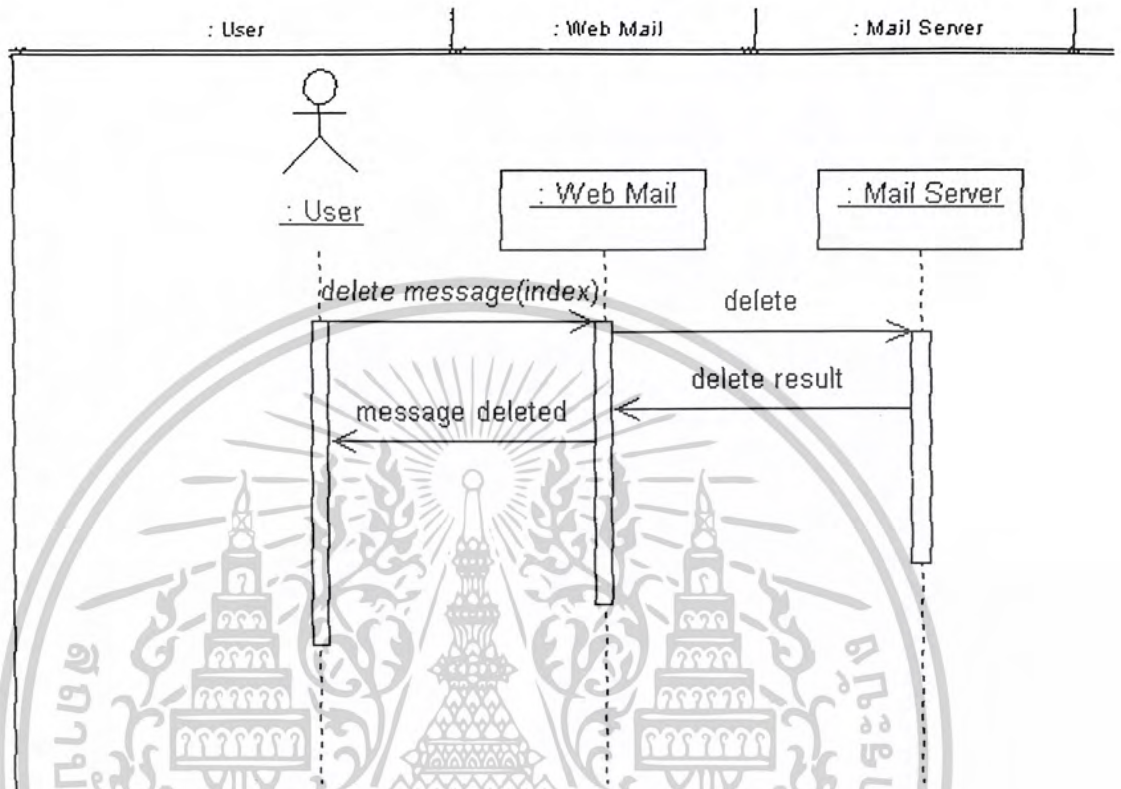 : User
: Web Mail
: Mail Server
: User
: Web Mail
: Mail Server
delete message(index)
delete
delete result
message deleted